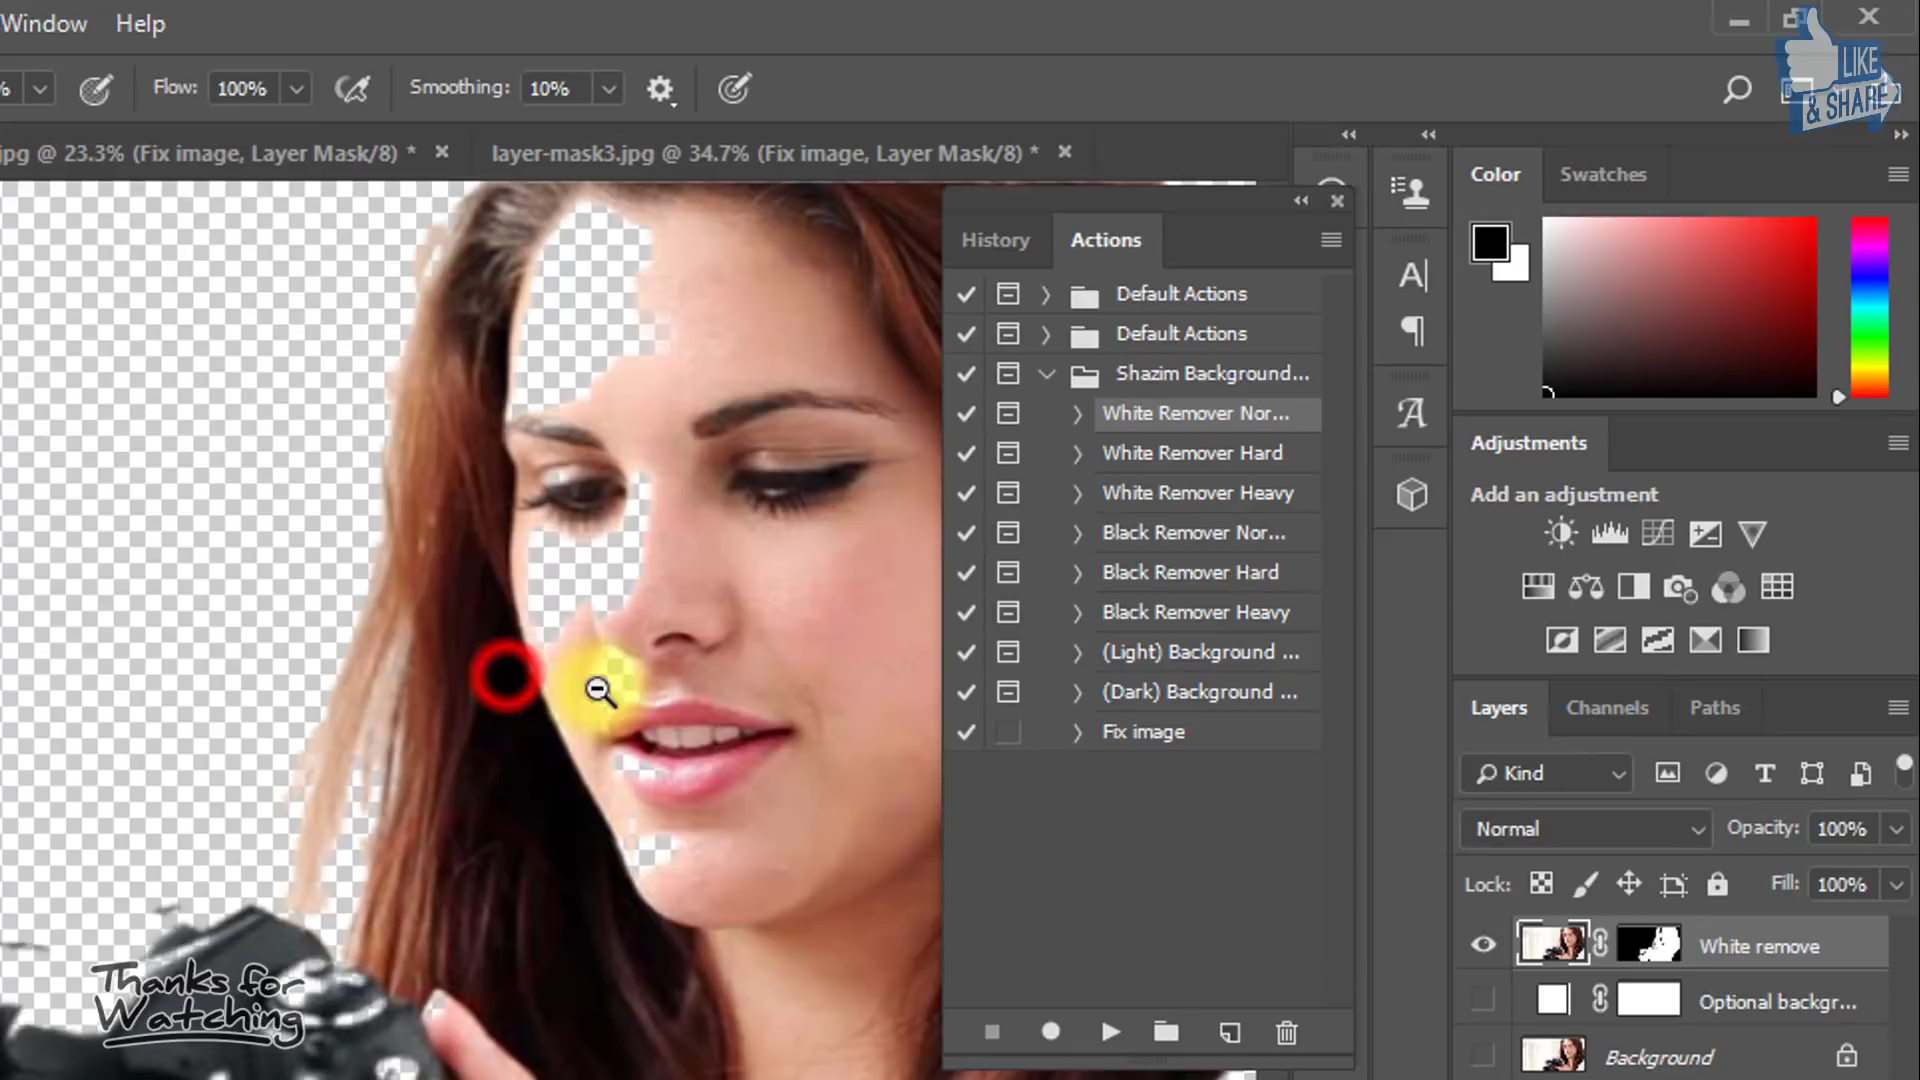 Window Help
LIKE
& SHARE
% Flow: 100% Smoothing: 10%
jpg @ 23.3% (Fix image, Layer Mask/8) * layer-mask3.jpg @ 34.7% (Fix image, Layer Mask/8) *
Color Swatches
History Actions
Default Actions
Default Actions
Shazim Background...
White Remover Nor...
White Remover Hard
White Remover Heavy
Black Remover Nor...
Black Remover Hard
Black Remover Heavy
(Light) Background ...
(Dark) Background ...
Fix image
Adjustments
Add an adjustment
Layers Channels Paths
Kind
Normal Opacity: 100%
Lock: Fill: 100%
White remove
Optional backgr...
Background
Thanks for
Watching